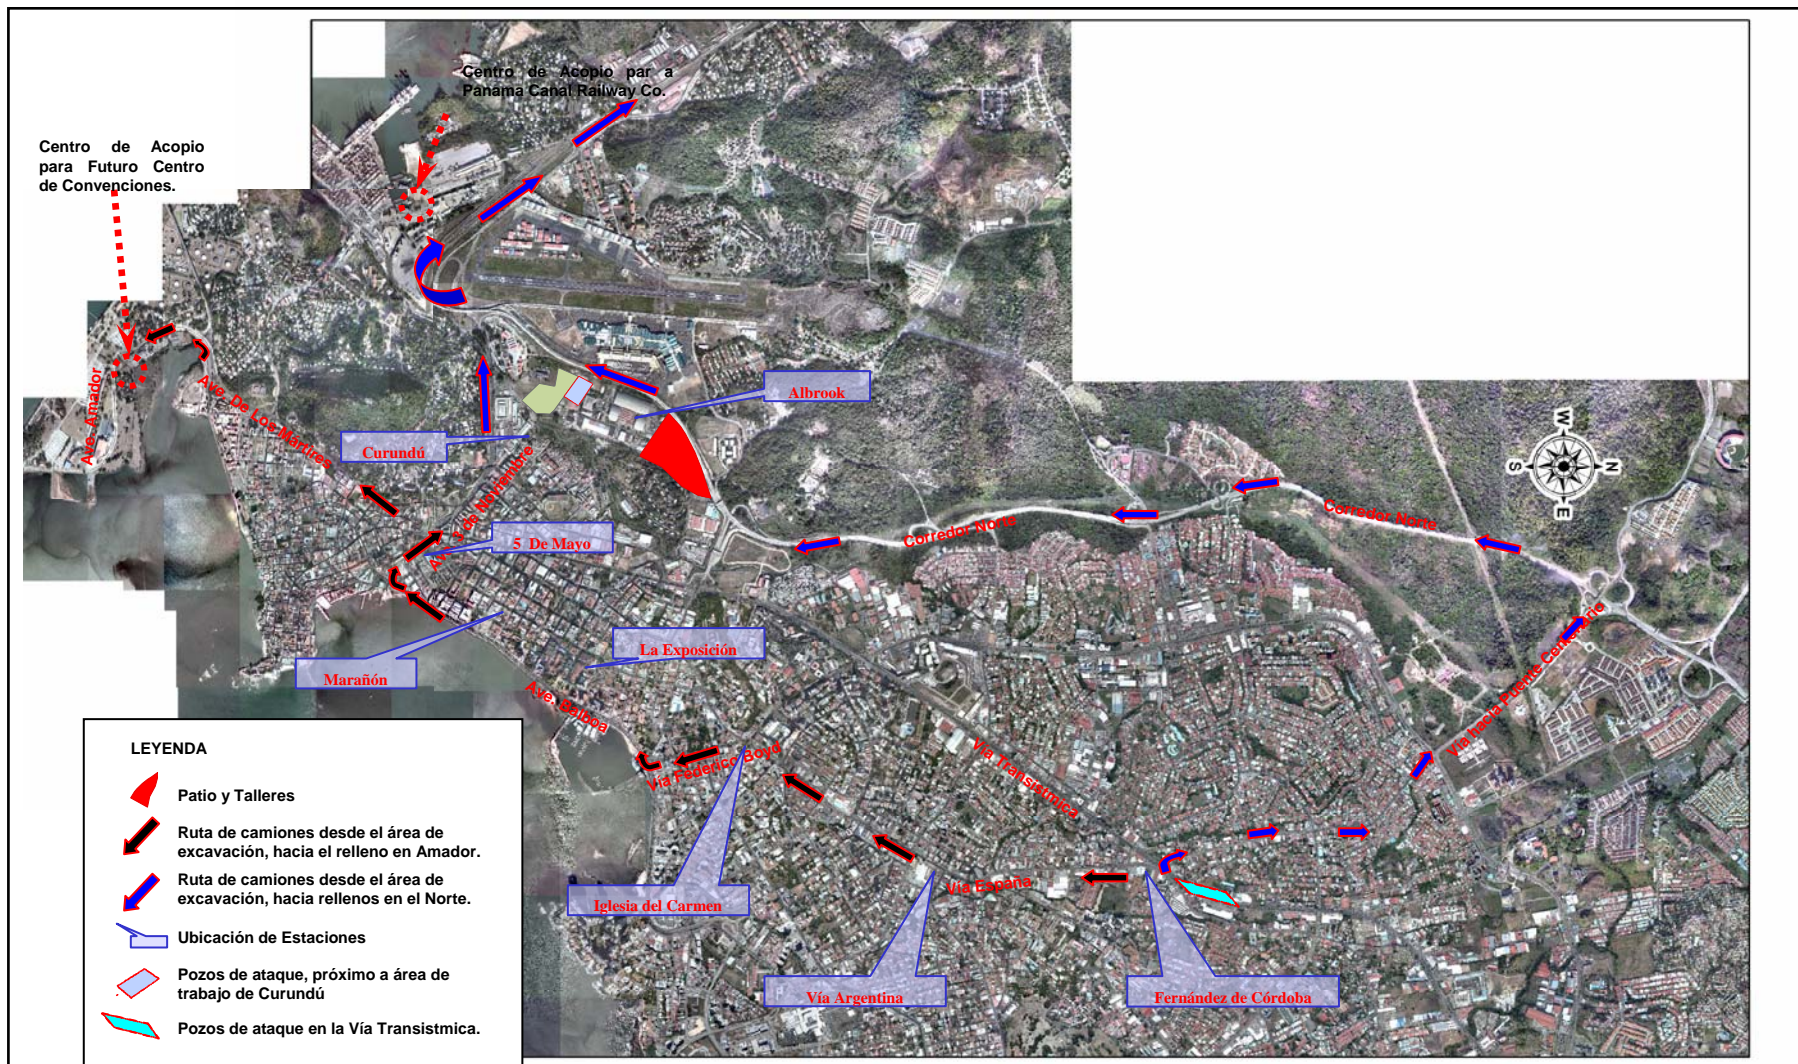 Centro de Acopio par a
Panama Canal Railway Co.
Centro de Acopio
para Futuro Centro
de Convenciones.
Ave. Amador
Ave. De Los Mártires
Albrook
Curundú
Ave. 3 de Noviembre
5 De Mayo
Corredor Norte
Corredor Norte
W
N
S
E
Marañón
La Exposición
Ave. Balboa
Vía Federico Boyd
Vía Transístmica
Vía hacia Puente Centenario
Vía España
Iglesia del Carmen
Vía Argentina
Fernández de Córdoba
LEYENDA
Patio y Talleres
Ruta de camiones desde el área de
excavación, hacia el relleno en Amador.
Ruta de camiones desde el área de
excavación, hacia rellenos en el Norte.
Ubicación de Estaciones
Pozos de ataque, próximo a área de
trabajo de Curundú
Pozos de ataque en la Vía Transistmica.